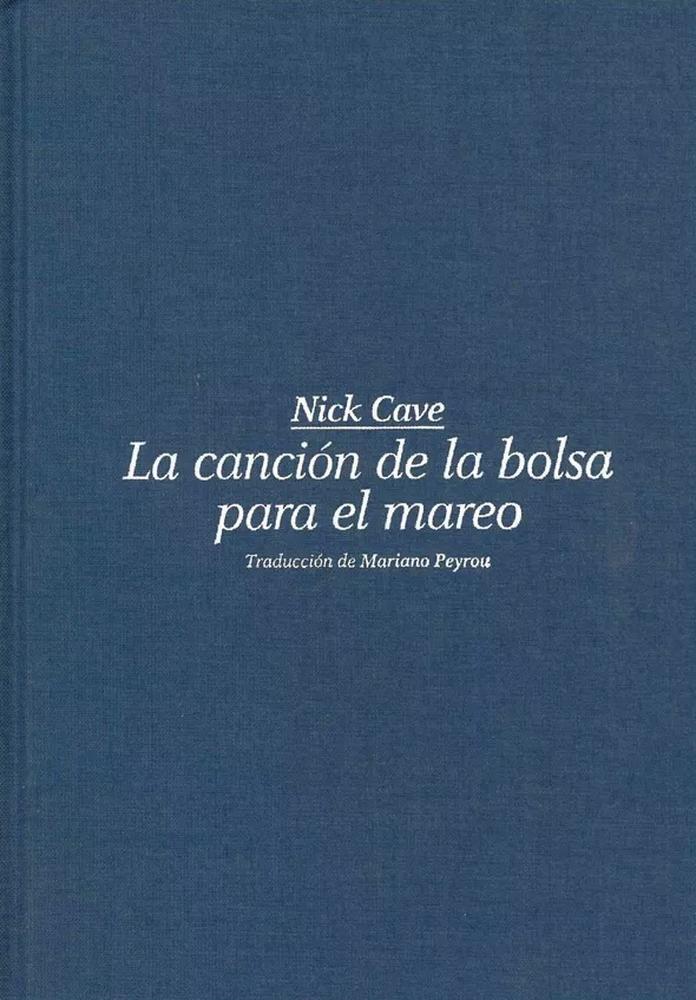 Nick Cave
La canción de la bolsa
para el mareo
Traducción de Mariano Peyrou